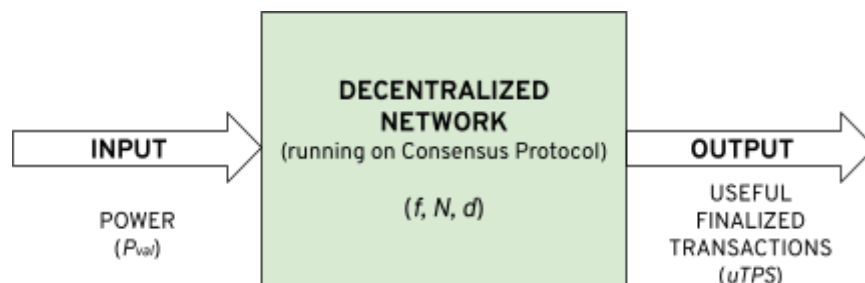 DECENTRALIZED
NETWORK
(running on Consensus Protocol)
(f, N, d)
INPUT
POWER
(Pval)
OUTPUT
USEFUL
FINALIZED
TRANSACTIONS
(uTPS)